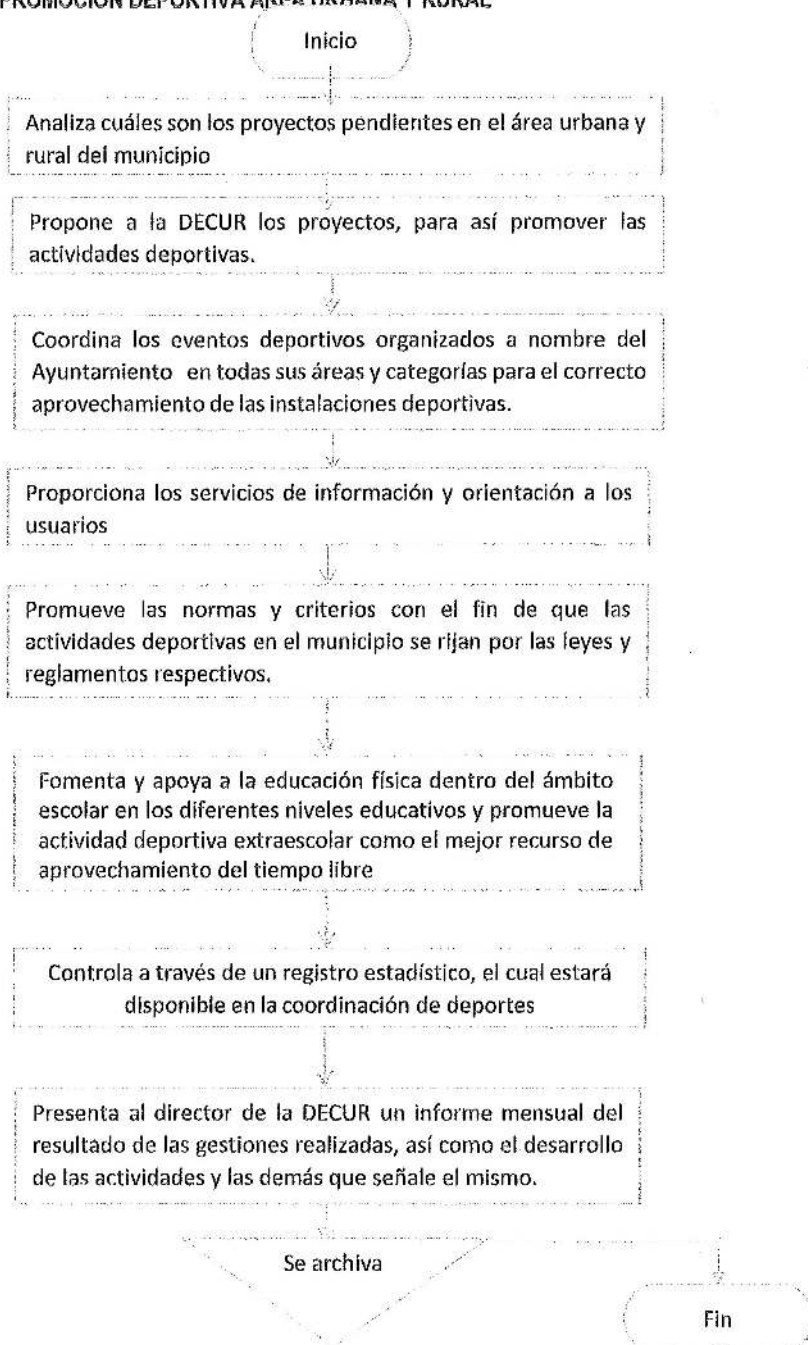 PROMOCIÓN DEPORTIVA ÁREA URBANA Y RURAL
Inicio
Analiza cuáles son los proyectos pendientes en el área urbana y
rural del municipio
Propone a la DECUR los proyectos, para así promover las
actividades deportivas.
Coordina los eventos deportivos organizados a nombre del
Ayuntamiento en todas sus áreas y categorías para el correcto
aprovechamiento de las instalaciones deportivas.
Proporciona los servicios de información y orientación a los
usuarios
Promueve las normas y criterios con el fin de que las
actividades deportivas en el municipio se rijan por las leyes y
reglamentos respectivos.
Fomenta y apoya a la educación física dentro del ámbito
escolar en los diferentes niveles educativos y promueve la
actividad deportiva extraescolar como el mejor recurso de
aprovechamiento del tiempo libre
Controla a través de un registro estadístico, el cual estará
disponible en la coordinación de deportes
Presenta al director de la DECUR un informe mensual del
resultado de las gestiones realizadas, así como el desarrollo
de las actividades y las demás que señale el mismo.
Se archiva
Fin